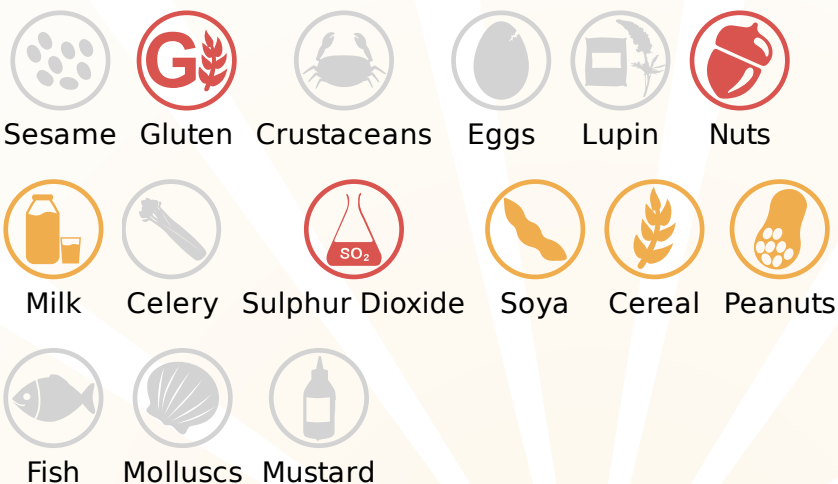 G
Sesame Gluten Crustaceans Eggs Lupin Nuts
SO₂
Milk Celery Sulphur Dioxide Soya Cereal Peanuts
Fish Molluscs Mustard